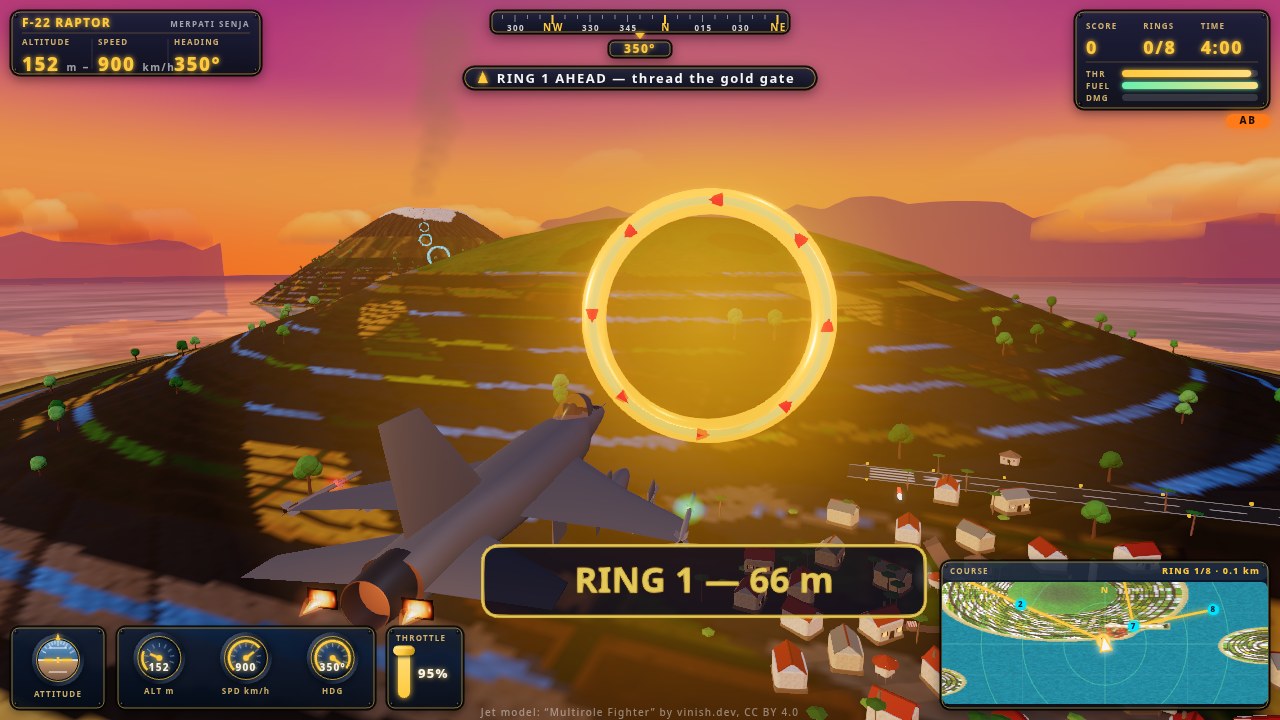 F-22 RAPTOR MERPATI SENJA
ALTITUDE SPEED HEADING
152 m – 900 km/h 350°
300 NW 330 345 N 015 030 NE
350°
RING 1 AHEAD — thread the gold gate
SCORE RINGS TIME
0 0/8 4:00
THR
FUEL
DMG
AB
RING 1 — 66 m
COURSE RING 1/8 · 0.1 km
N
2
8
7
ATTITUDE
152 900 350°
ALT m SPD km/h HDG
THROTTLE
95%
Jet model: "Multirole Fighter" by vinish.dev, CC BY 4.0